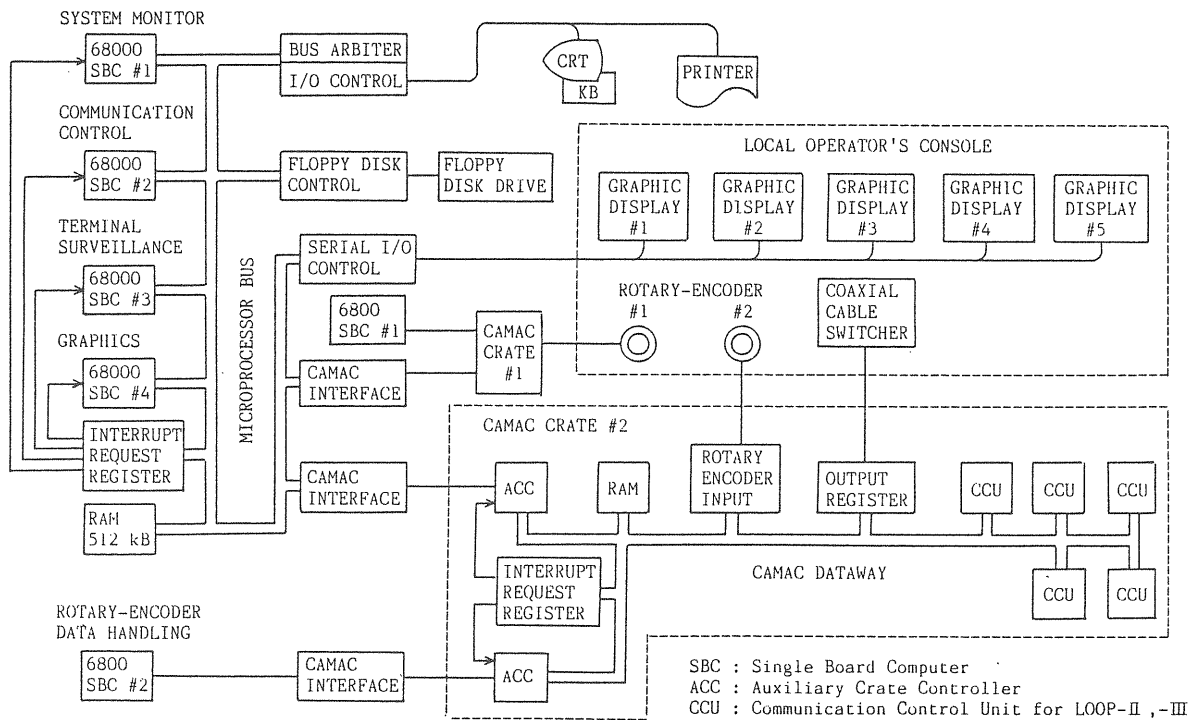 SYSTEM MONITOR
68000
SBC #1
BUS ARBITER
I/O CONTROL
CRT
KB
PRINTER
COMMUNICATION
CONTROL
68000
SBC #2
FLOPPY DISK
CONTROL
FLOPPY
DISK DRIVE
TERMINAL
SURVEILLANCE
68000
SBC #3
GRAPHICS
68000
SBC #4
INTERRUPT
REQUEST
REGISTER
RAM
512 kB
MICROPROCESSOR BUS
SERIAL I/O
CONTROL
6800
SBC #1
CAMAC
INTERFACE
CAMAC
CRATE
#1
CAMAC
INTERFACE
LOCAL OPERATOR'S CONSOLE
GRAPHIC
DISPLAY
#1
GRAPHIC
DISPLAY
#2
GRAPHIC
DISPLAY
#3
GRAPHIC
DISPLAY
#4
GRAPHIC
DISPLAY
#5
ROTARY-ENCODER
#1
#2
COAXIAL
CABLE
SWITCHER
CAMAC CRATE #2
ACC
RAM
ROTARY
ENCODER
INPUT
OUTPUT
REGISTER
CCU
CCU
CCU
INTERRUPT
REQUEST
REGISTER
CAMAC DATAWAY
CCU
CCU
ROTARY-ENCODER
DATA HANDLING
6800
SBC #2
CAMAC
INTERFACE
ACC
SBC : Single Board Computer
ACC : Auxiliary Crate Controller
CCU : Communication Control Unit for LOOP-II ,-III